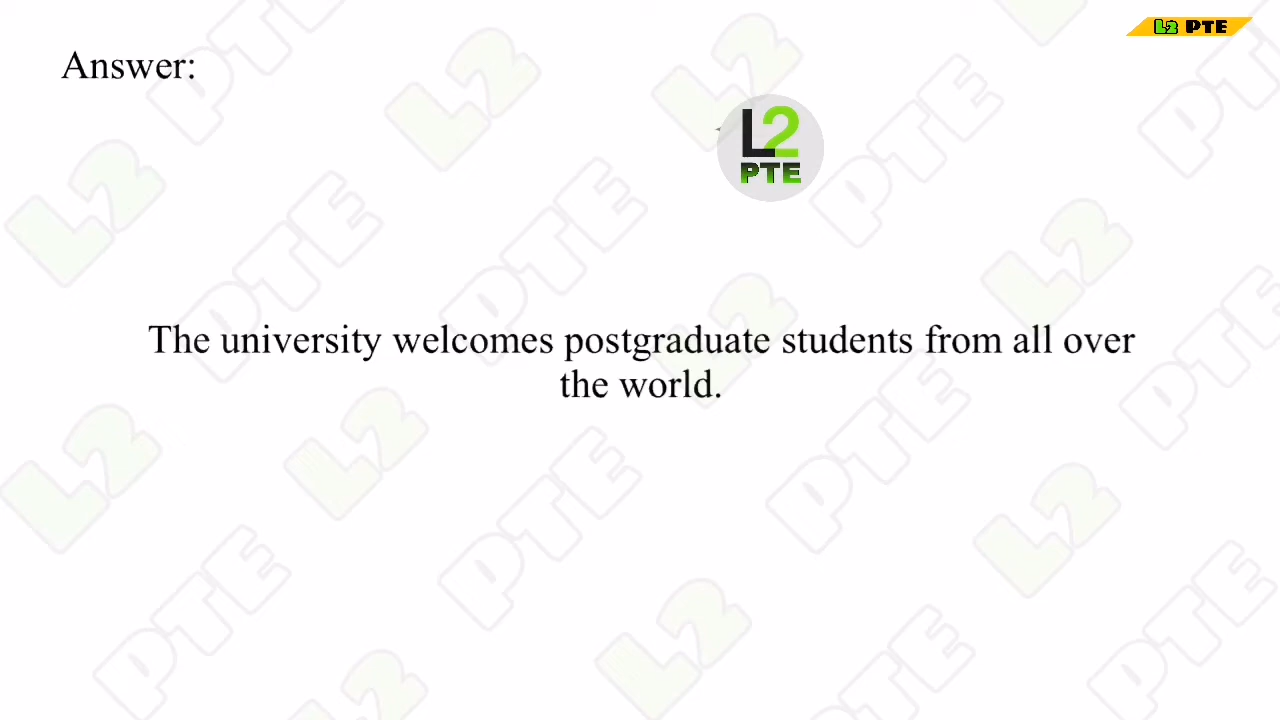 L2 PTE
Answer:
L2
PTE
The university welcomes postgraduate students from all over
the world.